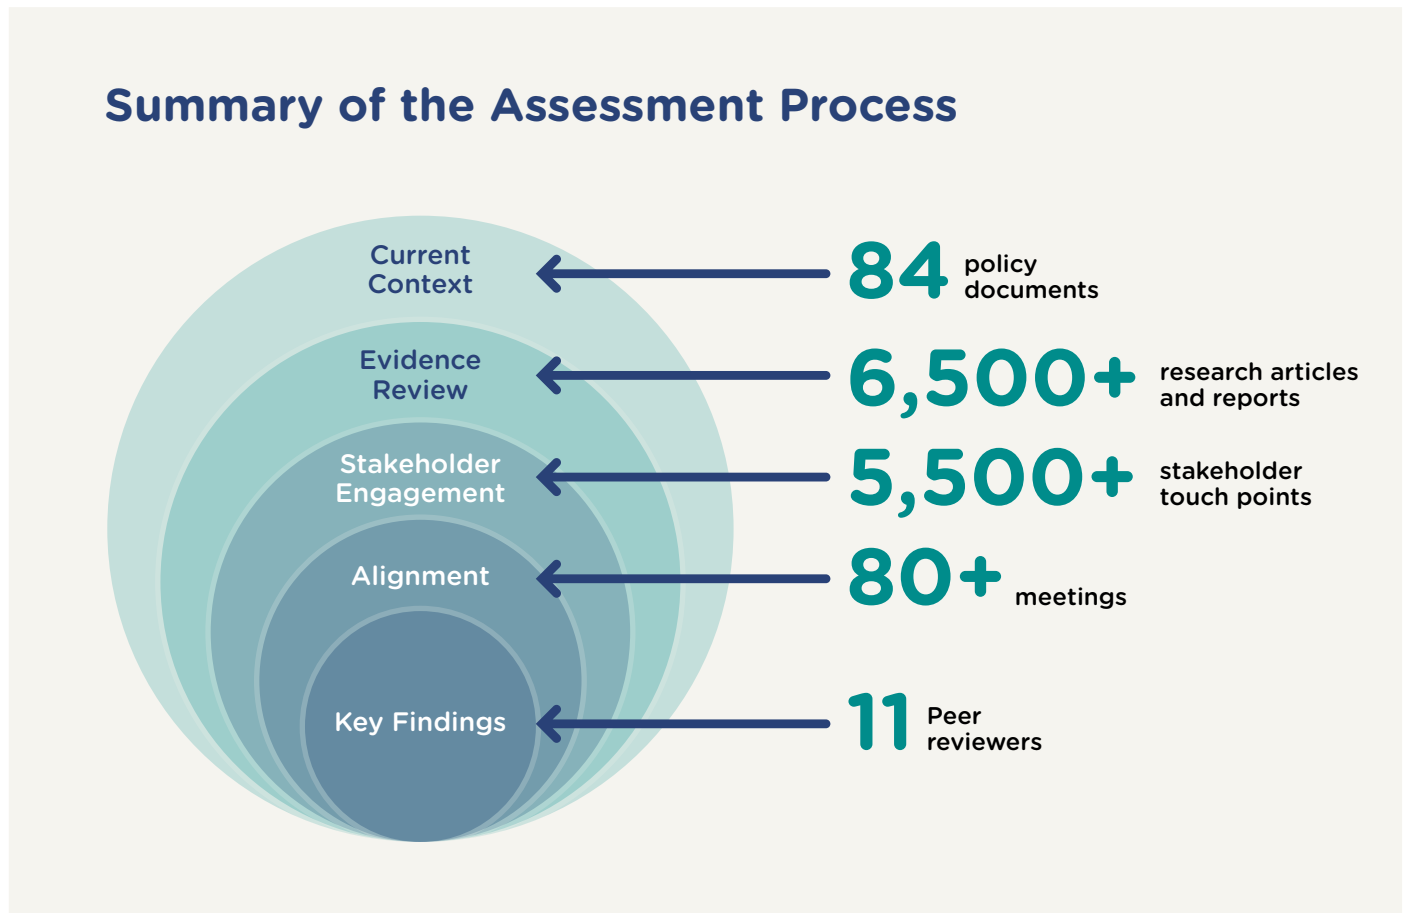 Summary of the Assessment Process
Current
Context
84 policy
documents
Evidence
Review
6,500+ research articles
and reports
Stakeholder
Engagement
5,500+ stakeholder
touch points
Alignment
80+ meetings
Key Findings
11 Peer
reviewers